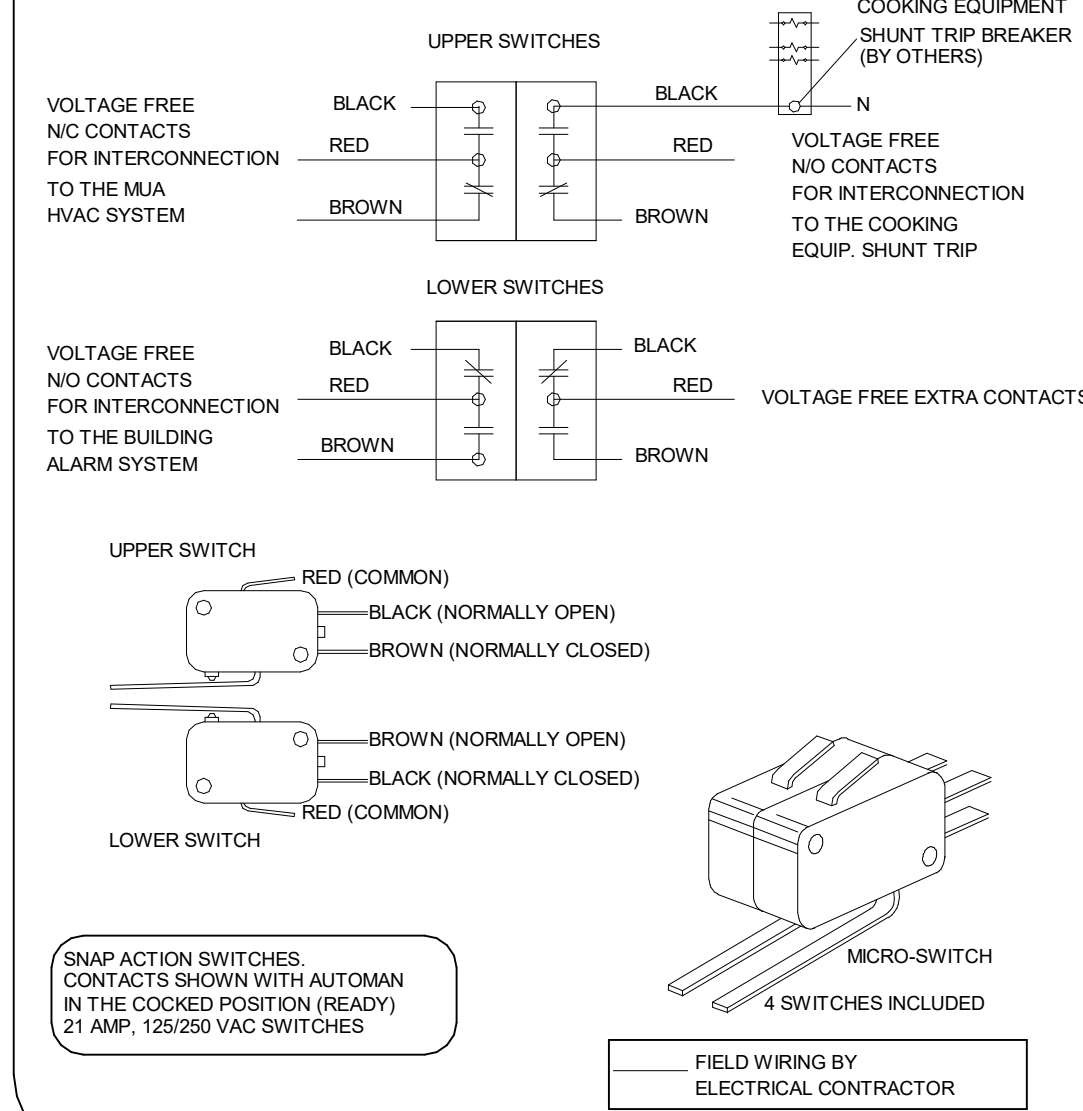 COOKING EQUIPMENT
SHUNT TRIP BREAKER
(BY OTHERS)
N
UPPER SWITCHES
VOLTAGE FREE
N/C CONTACTS
FOR INTERCONNECTION
TO THE MUA
HVAC SYSTEM
BLACK
RED
BROWN
BLACK
RED
BROWN
VOLTAGE FREE
N/O CONTACTS
FOR INTERCONNECTION
TO THE COOKING
EQUIP. SHUNT TRIP
LOWER SWITCHES
VOLTAGE FREE
N/O CONTACTS
FOR INTERCONNECTION
TO THE BUILDING
ALARM SYSTEM
BLACK
RED
BROWN
BLACK
RED
BROWN
VOLTAGE FREE EXTRA CONTACTS
UPPER SWITCH
RED (COMMON)
BLACK (NORMALLY OPEN)
BROWN (NORMALLY CLOSED)
BROWN (NORMALLY OPEN)
BLACK (NORMALLY CLOSED)
RED (COMMON)
LOWER SWITCH
SNAP ACTION SWITCHES.
CONTACTS SHOWN WITH AUTOMAN
IN THE COCKED POSITION (READY)
21 AMP, 125/250 VAC SWITCHES
MICRO-SWITCH
4 SWITCHES INCLUDED
FIELD WIRING BY
ELECTRICAL CONTRACTOR